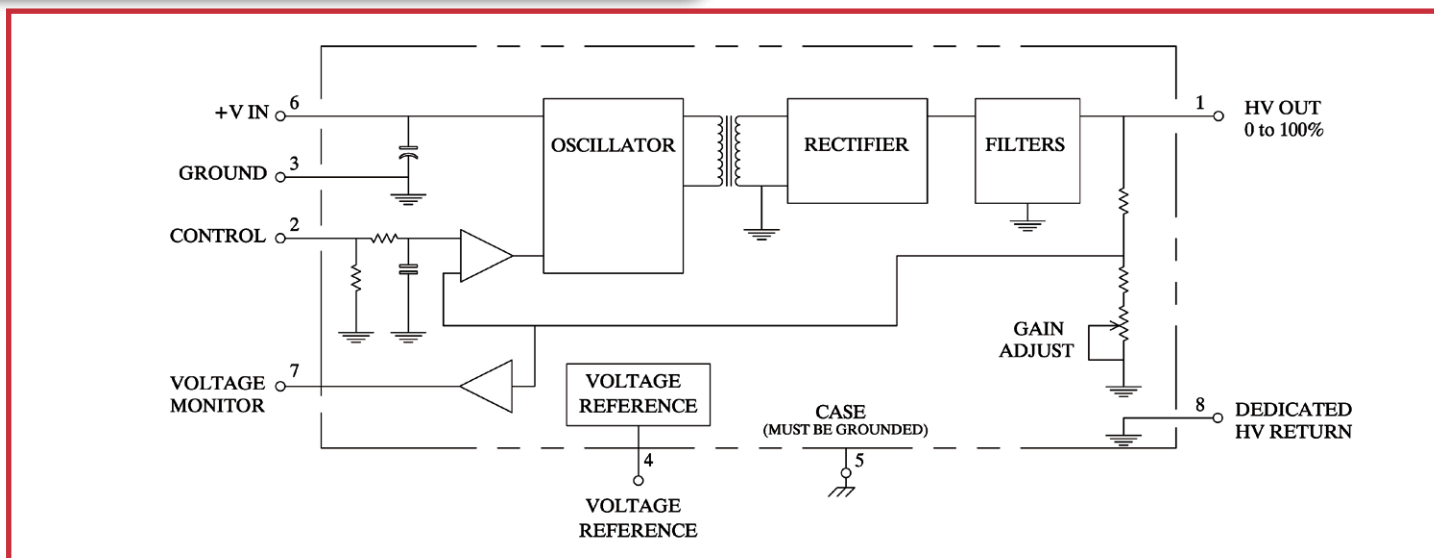 +V IN
6
GROUND
3
CONTROL
2
VOLTAGE
MONITOR
7
OSCILLATOR
RECTIFIER
FILTERS
1
HV OUT
0 to 100%
GAIN
ADJUST
VOLTAGE
REFERENCE
4
VOLTAGE
REFERENCE
CASE
(MUST BE GROUNDED)
5
8
DEDICATED
HV RETURN